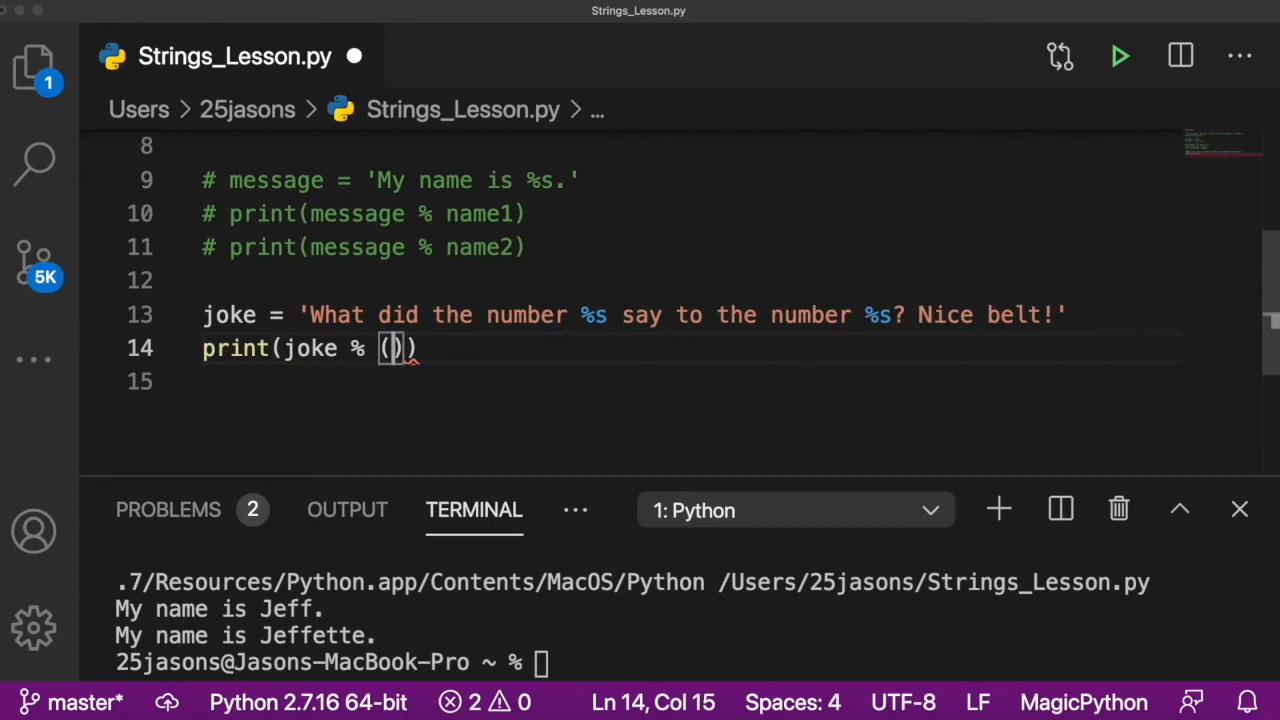 Strings_Lesson.py
Strings_Lesson.py
1
Users > 25jasons > Strings_Lesson.py > ...
8
9 # message = 'My name is %s.'
10 # print(message % name1)
11 # print(message % name2)
12
13 joke = 'What did the number %s say to the number %s? Nice belt!'
14 print(joke % ())
15
5K
PROBLEMS 2 OUTPUT TERMINAL ... 1: Python
.7/Resources/Python.app/Contents/MacOS/Python /Users/25jasons/Strings_Lesson.py
My name is Jeff.
My name is Jeffette.
25jasons@Jasons-MacBook-Pro ~ %
master* Python 2.7.16 64-bit 2 0 Ln 14, Col 15 Spaces: 4 UTF-8 LF MagicPython